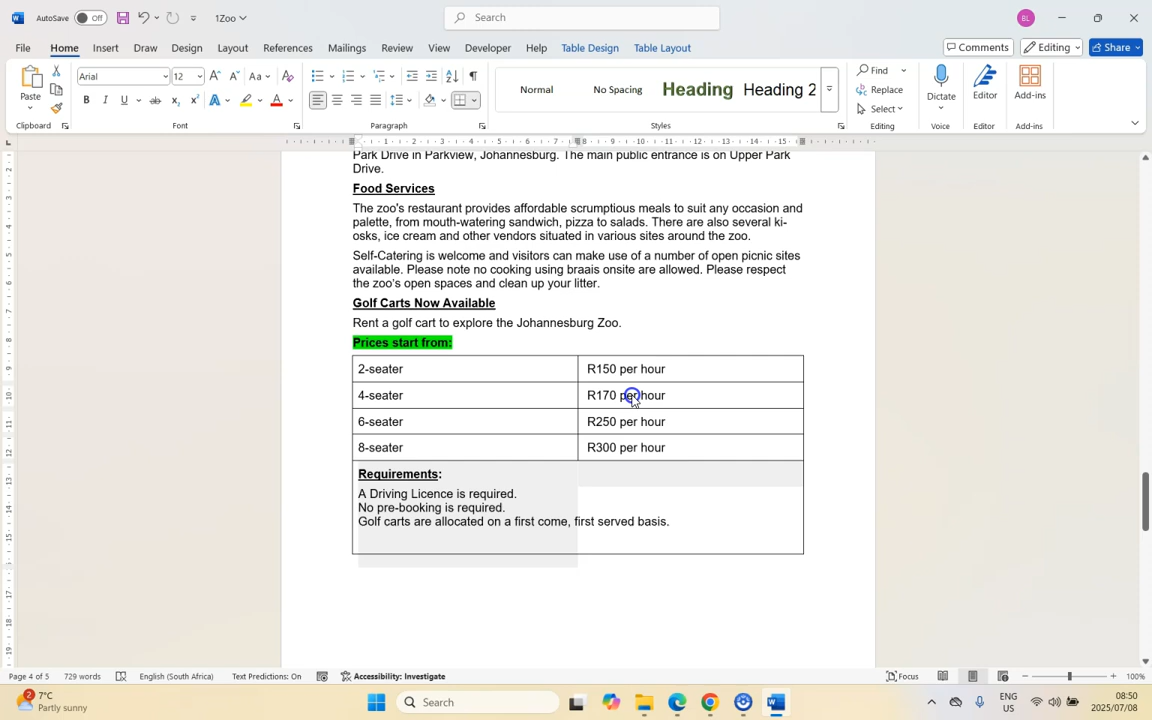 AutoSave Off 1Zoo Search BL
File Home Insert Draw Design Layout References Mailings Review View Developer Help Table Design Table Layout Comments Editing Share
Paste Clipboard
Arial 12 Aa Font
Paragraph
Normal No Spacing Heading Heading 2 Styles
Find
Replace
Select
Editing
Dictate Voice
Editor Editor
Add-ins Add-ins
Park Drive in Parkview, Johannesburg. The main public entrance is on Upper Park
Drive.
Food Services
The zoo's restaurant provides affordable scrumptious meals to suit any occasion and
palette, from mouth-watering sandwich, pizza to salads. There are also several ki-
osks, ice cream and other vendors situated in various sites around the zoo.
Self-Catering is welcome and visitors can make use of a number of open picnic sites
available. Please note no cooking using braais onsite are allowed. Please respect
the zoo's open spaces and clean up your litter.
Golf Carts Now Available
Rent a golf cart to explore the Johannesburg Zoo.
Prices start from:
2-seater R150 per hour
4-seater R170 per hour
6-seater R250 per hour
8-seater R300 per hour
Requirements:
A Driving Licence is required.
No pre-booking is required.
Golf carts are allocated on a first come, first served basis.
Page 4 of 5 729 words English (South Africa) Text Predictions: On Accessibility: Investigate Focus 100%
2 7°C
Partly sunny
Search
ENG
US
08:50
2025/07/08